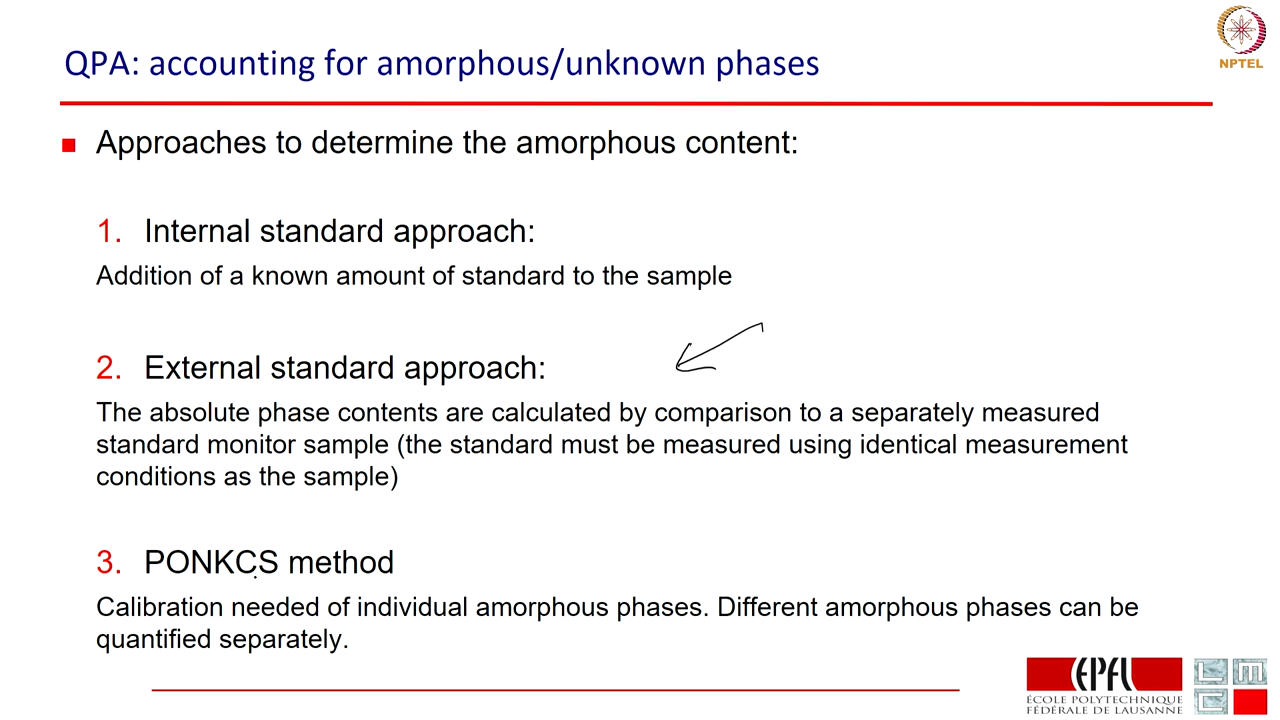 QPA: accounting for amorphous/unknown phases
NPTEL
Approaches to determine the amorphous content:
1. Internal standard approach:
Addition of a known amount of standard to the sample
2. External standard approach:
The absolute phase contents are calculated by comparison to a separately measured
standard monitor sample (the standard must be measured using identical measurement
conditions as the sample)
3. PONKCS method
Calibration needed of individual amorphous phases. Different amorphous phases can be
quantified separately.
EPFL
ÉCOLE POLYTECHNIQUE
FÉDÉRALE DE LAUSANNE
L M
C